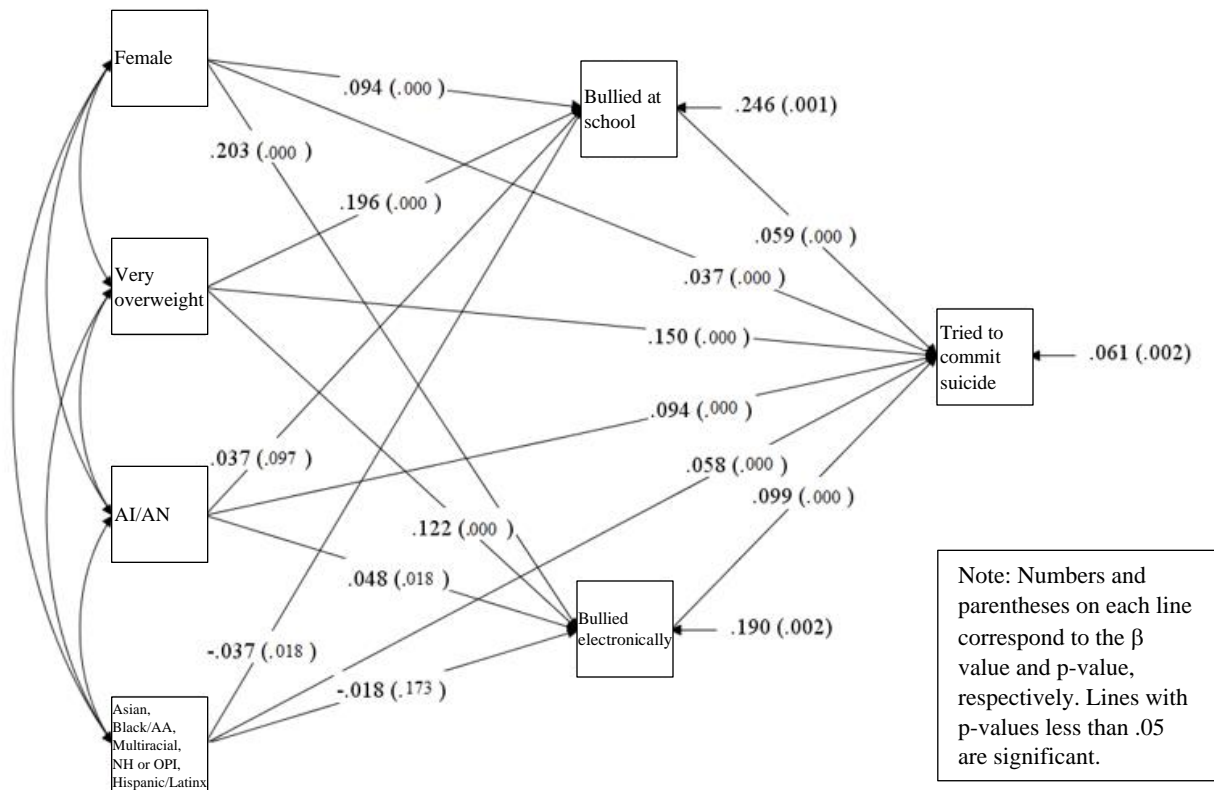 Female
.094 (.000 )
Bullied at
school
.246 (.001)
.203 (.000 )
.196 (.000 )
.059 (.000 )
Very
overweight
.037 (.000 )
.150 (.000 )
Tried to
commit
suicide
.061 (.002)
.094 (.000 )
.037 (.097 )
.058 (.000 )
.099 (.000 )
AI/AN
.122 (.000 )
.048 (.018 )
Bullied
electronically
.190 (.002)
-.037 (.018 )
-.018 (.173 )
Asian,
Black/AA,
Multiracial,
NH or OPI,
Hispanic/Latinx
Note: Numbers and
parentheses on each line
correspond to the β
value and p-value,
respectively. Lines with
p-values less than .05
are significant.